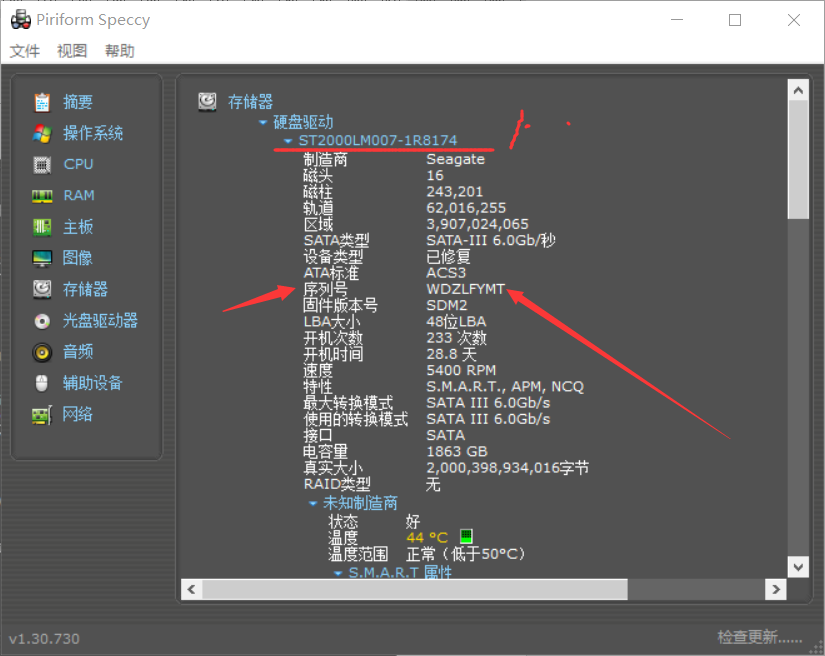 Piriform Speccy
文件 视图 帮助
摘要
操作系统
CPU
RAM
主板
图像
存储器
光盘驱动器
音频
辅助设备
网络
存储器
硬盘驱动
ST2000LM007-1R8174
制造商 Seagate
磁头 16
磁柱 243,201
轨道 62,016,255
区域 3,907,024,065
SATA类型 SATA-III 6.0Gb/秒
设备类型 已修复
ATA标准 ACS3
序列号 WDZLFYMT
固件版本号 SDM2
LBA大小 48位LBA
开机次数 233 次数
开机时间 28.8 天
速度 5400 RPM
特性 S.M.A.R.T., APM, NCQ
最大转换模式 SATA III 6.0Gb/s
使用的转换模式 SATA III 6.0Gb/s
接口 SATA
电容量 1863 GB
真实大小 2,000,398,934,016字节
RAID类型 无
未知制造商
状态 好
温度 44 °C
温度范围 正常（低于50°C）
S.M.A.R.T 属性
v1.30.730
检查更新......